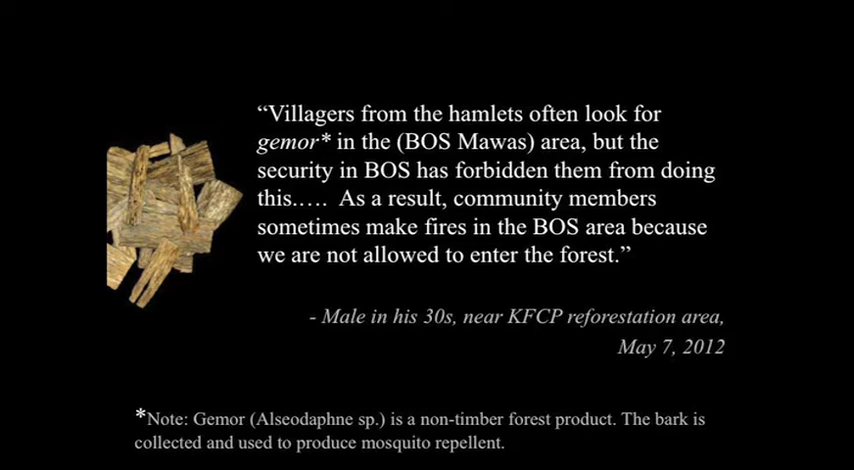 “Villagers from the hamlets often look for
gemor* in the (BOS Mawas) area, but the
security in BOS has forbidden them from doing
this.…. As a result, community members
sometimes make fires in the BOS area because
we are not allowed to enter the forest.”
- Male in his 30s, near KFCP reforestation area,
May 7, 2012
*Note: Gemor (Alseodaphne sp.) is a non-timber forest product. The bark is
collected and used to produce mosquito repellent.